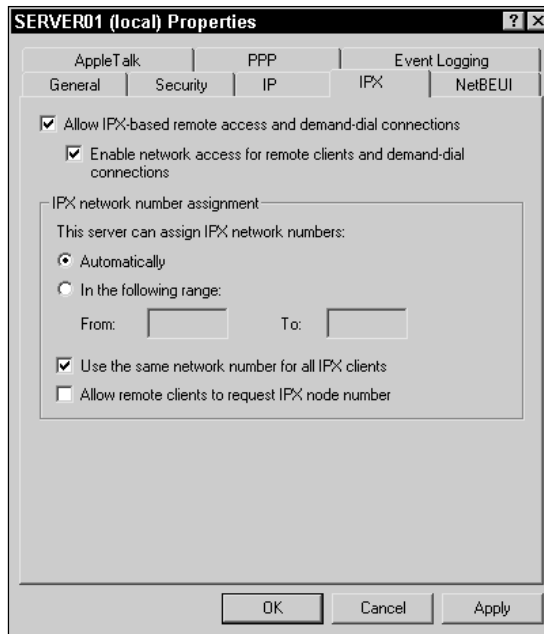 SERVER01 (local) Properties
AppleTalk PPP Event Logging
General Security IP IPX NetBEUI
Allow IPX-based remote access and demand-dial connections
Enable network access for remote clients and demand-dial
connections
IPX network number assignment
This server can assign IPX network numbers:
Automatically
In the following range:
From: To:
Use the same network number for all IPX clients
Allow remote clients to request IPX node number
OK Cancel Apply